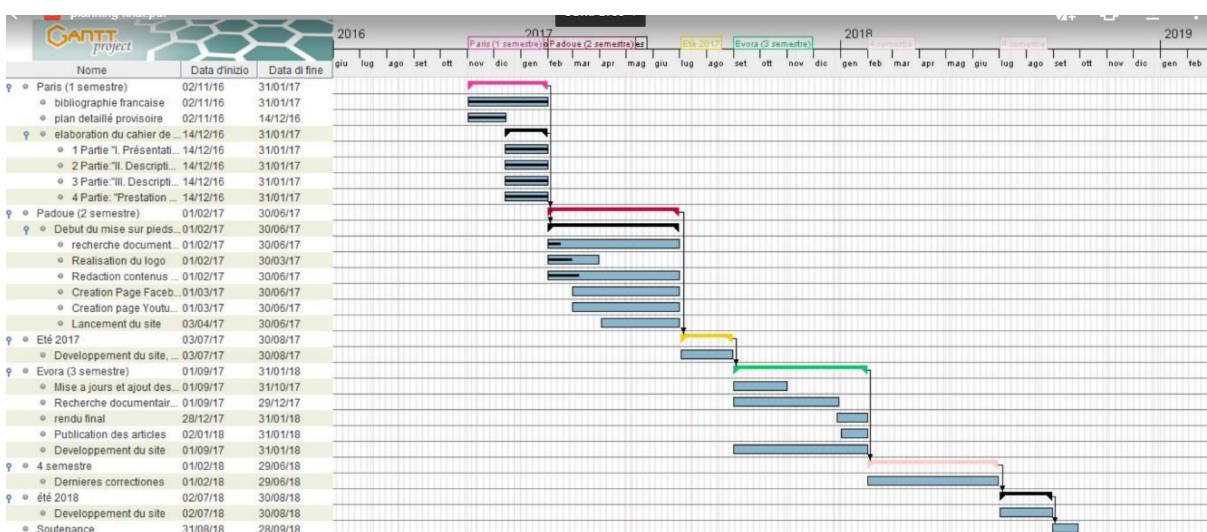 planning final.pdf
GANTT project
2016 2017 2018 2019
Paris (1 semestre) Padoue (2 semestre) es Eté 2017 Evora (3 semestre) 4 semestre 4 semestre
giu lug ago set ott nov dic gen feb mar apr mag giu lug ago set ott nov dic gen feb mar apr mag giu lug ago set ott nov dic gen feb
Nome Data d'inizio Data di fine
Paris (1 semestre) 02/11/16 31/01/17
bibliographie francaise 02/11/16 31/01/17
plan detaillé provisoire 02/11/16 14/12/16
elaboration du cahier de ... 14/12/16 31/01/17
1 Partie "I. Présentati... 14/12/16 31/01/17
2 Partie:"II. Descripti... 14/12/16 31/01/17
3 Partie:"III. Descripti... 14/12/16 31/01/17
4 Partie: "Prestation ... 14/12/16 31/01/17
Padoue (2 semestre) 01/02/17 30/06/17
Debut du mise sur pieds... 01/02/17 30/06/17
recherche document... 01/02/17 30/06/17
Realisation du logo 01/02/17 30/03/17
Redaction contenus ... 01/02/17 30/06/17
Creation Page Faceb... 01/03/17 30/06/17
Creation page Youtu... 01/03/17 30/06/17
Lancement du site 03/04/17 30/06/17
Eté 2017 03/07/17 30/08/17
Developpement du site, ... 03/07/17 30/08/17
Evora (3 semestre) 01/09/17 31/01/18
Mise a jours et ajout des... 01/09/17 31/10/17
Recherche documentair... 01/09/17 29/12/17
rendu final 28/12/17 31/01/18
Publication des articles 02/01/18 31/01/18
Developpement du site 01/09/17 31/01/18
4 semestre 01/02/18 29/06/18
Dernieres correctiones 01/02/18 29/06/18
été 2018 02/07/18 30/08/18
Developpement du site 02/07/18 30/08/18
Soutenance 31/08/18 28/09/18